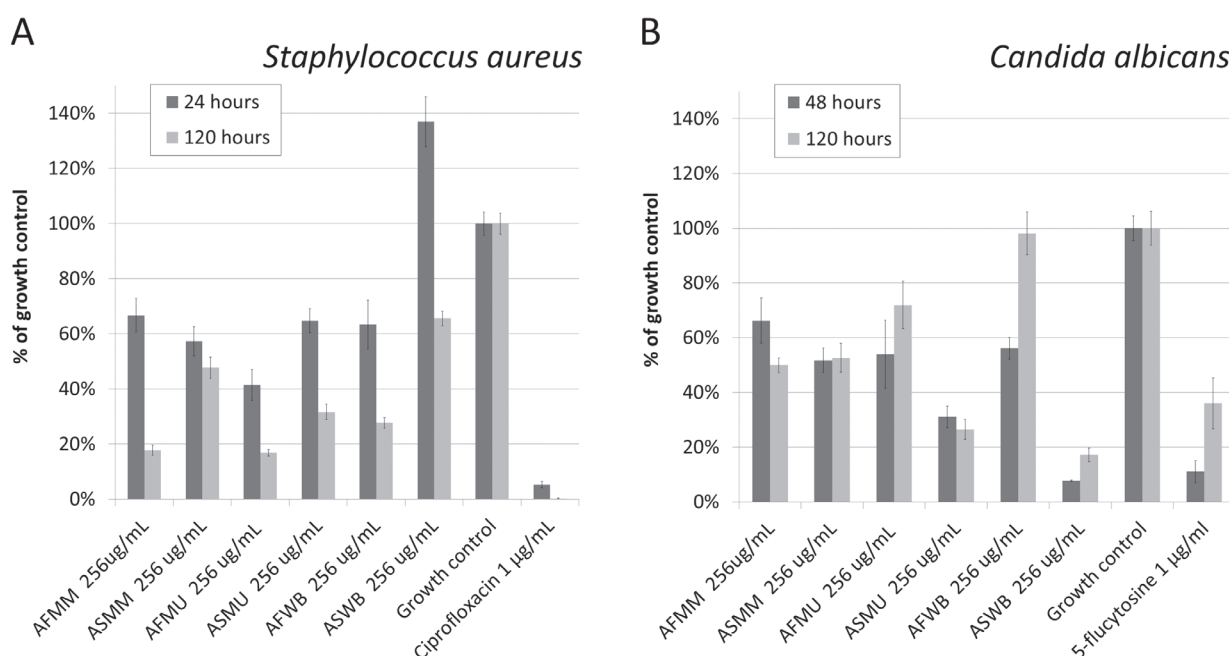 A
Staphylococcus aureus
24 hours
120 hours
% of growth control
140%
120%
100%
80%
60%
40%
20%
0%
AFMM 256ug/mL
ASMM 256 ug/mL
AFMU 256 ug/mL
ASMU 256 ug/mL
AFWB 256 ug/mL
ASWB 256 ug/mL
Growth control
Ciprofloxacin 1 µg/mL
B
Candida albicans
48 hours
120 hours
% of growth control
140%
120%
100%
80%
60%
40%
20%
0%
AFMM 256ug/mL
ASMM 256 ug/mL
AFMU 256 ug/mL
ASMU 256 ug/mL
AFWB 256 ug/mL
ASWB 256 ug/mL
Growth control
5-flucytosine 1 µg/ml